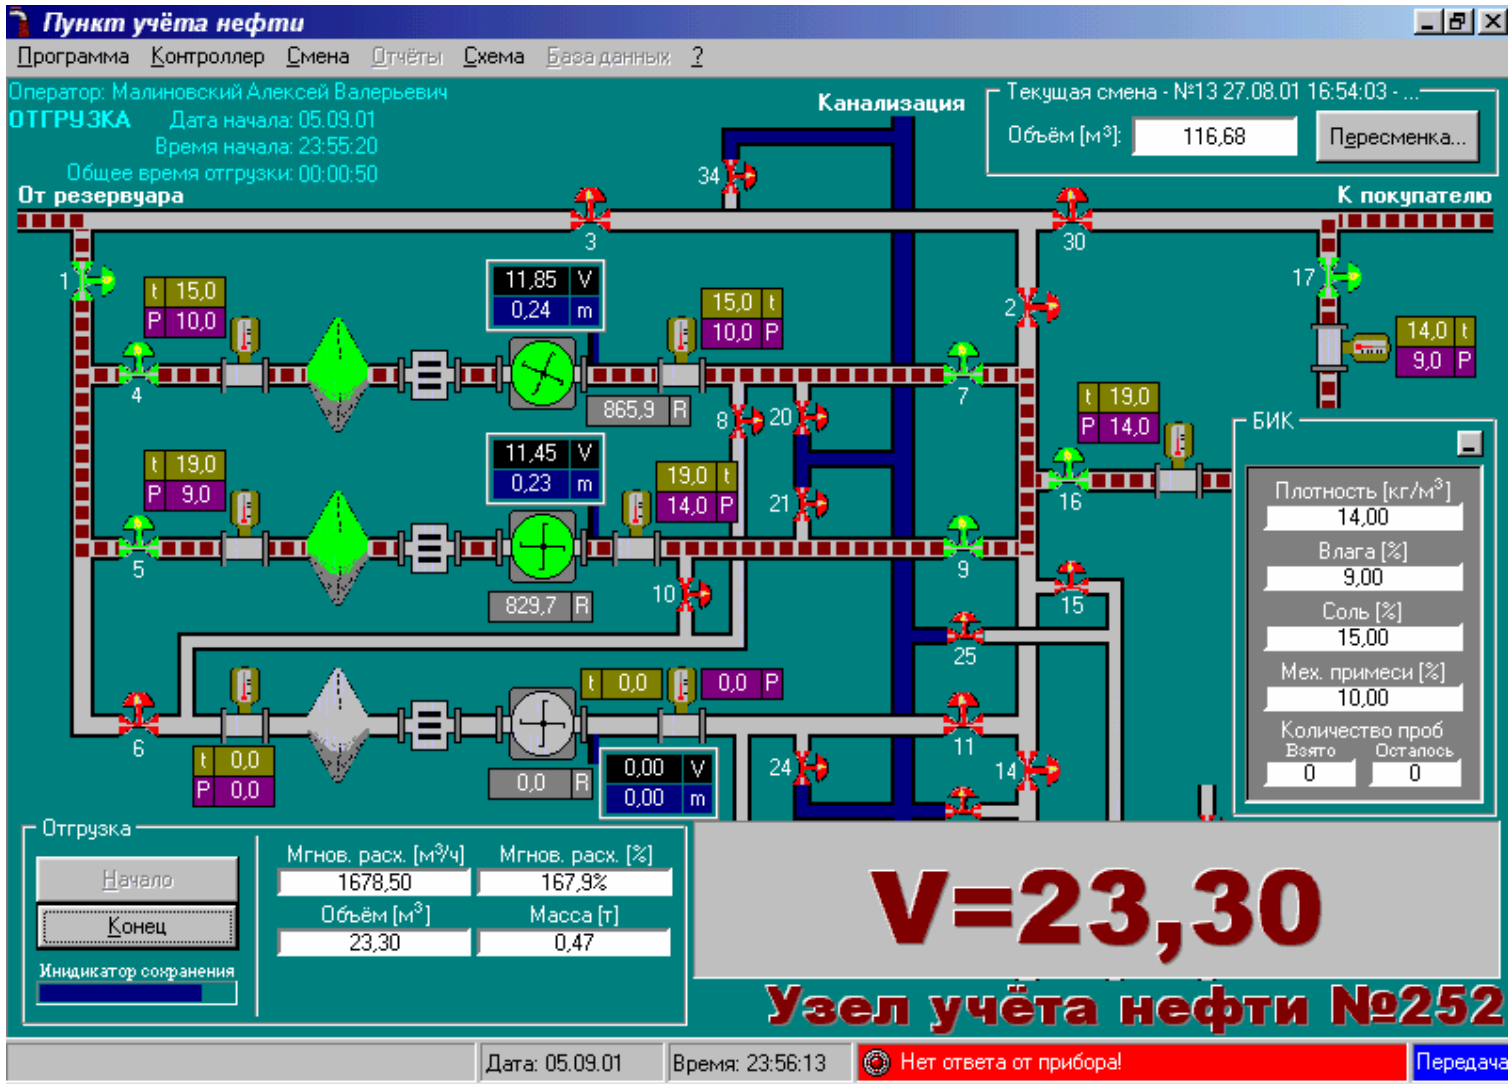 Пункт учёта нефти
Программа Контроллер Смена Отчёты Схема База данных ?
Оператор: Малиновский Алексей Валерьевич
ОТГРУЗКА Дата начала: 05.09.01
Время начала: 23:55:20
Общее время отгрузки: 00:00:50
От резервуара
Канализация
Текущая смена - №13 27.08.01 16:54:03 - ...
Объём [м³]: 116,68 Пересменка...
К покупателю
34
3
30
1
17
2
t 15,0
P 10,0
11,85 V
0,24 m
15,0 t
10,0 P
14,0 t
9,0 P
4
865,9 R
8
20
7
t 19,0
P 14,0
16
t 19,0
P 9,0
11,45 V
0,23 m
19,0 t
14,0 P
21
5
829,7 R
10
9
15
25
6
t 0,0
P 0,0
t 0,0
0,0 P
0,0 R
0,00 V
0,00 m
24
11
14
БИК
Плотность [кг/м³]
14,00
Влага [%]
9,00
Соль [%]
15,00
Мех. примеси [%]
10,00
Количество проб
Взято Осталось
0 0
Отгрузка
Начало
Конец
Инидикатор сохранения
Мгнов. расх. [м³/ч] Мгнов. расх. [%]
1678,50 167,9%
Объём [м³] Масса [т]
23,30 0,47
V=23,30
Узел учёта нефти №252
Дата: 05.09.01 Время: 23:56:13 Нет ответа от прибора! Передача